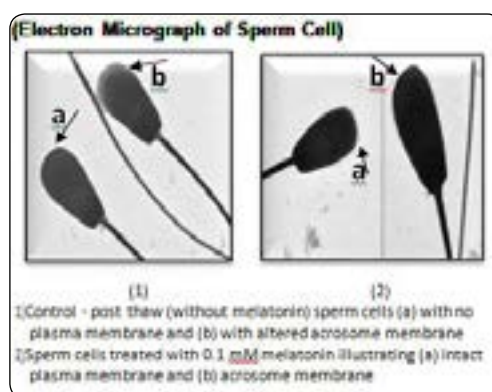 (Electron Micrograph of Sperm Cell)
b
a
b
a
(1)
(2)
1)Control - post thaw (without melatonin) sperm cells (a) with no
plasma membrane and (b) with altered acrosome membrane
2)Sperm cells treated with 0.1 mM melatonin illustrating (a) intact
plasma membrane and (b) acrosome membrane